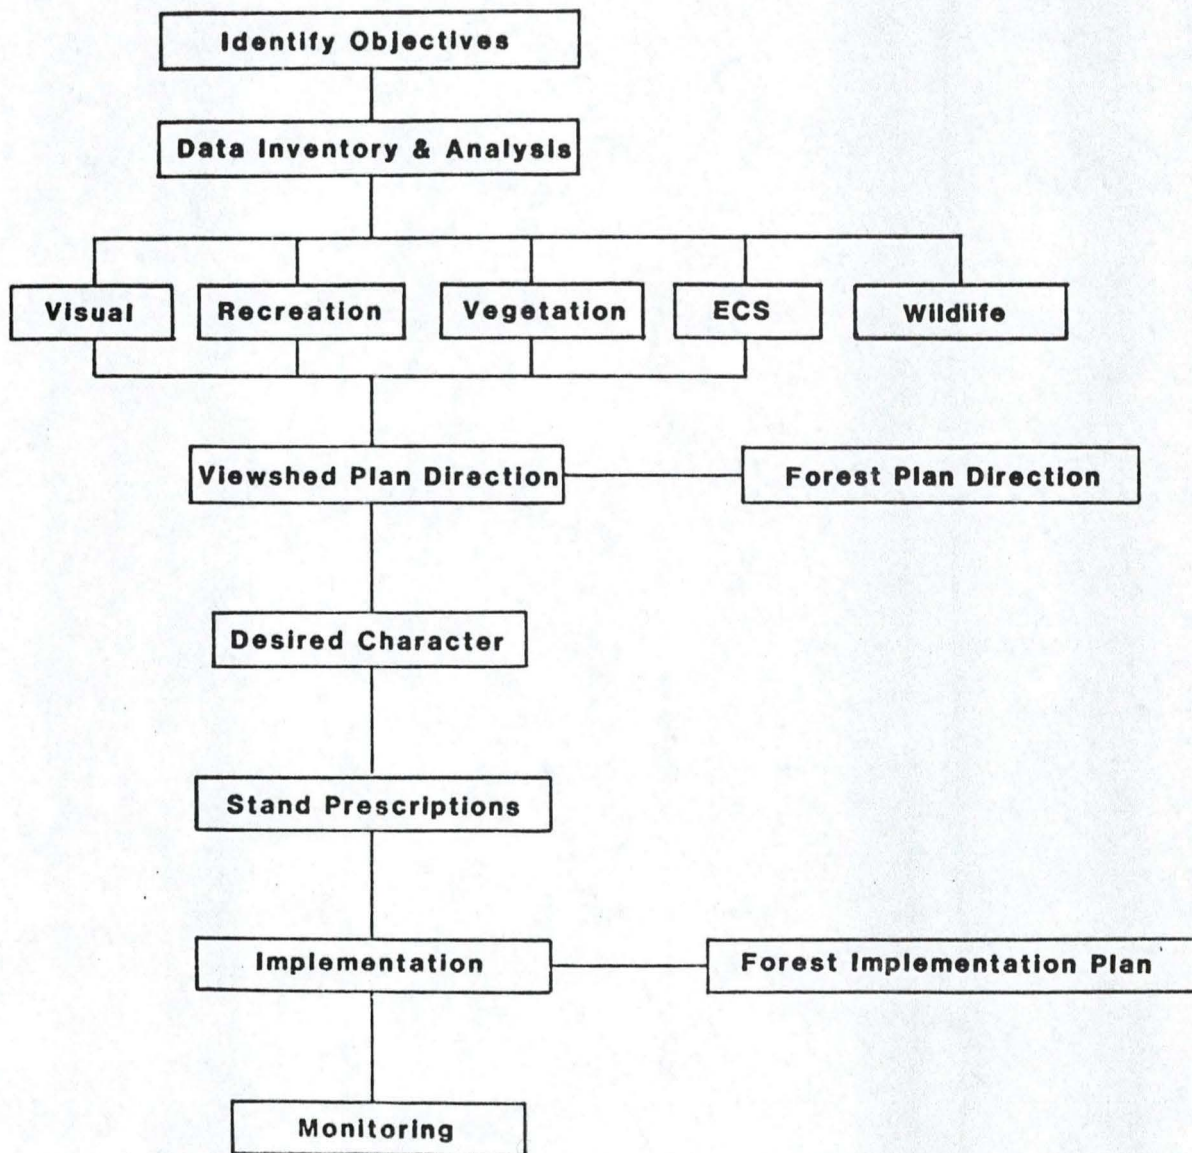 Identify Objectives
Data Inventory & Analysis
Visual
Recreation
Vegetation
ECS
Wildlife
Viewshed Plan Direction
Forest Plan Direction
Desired Character
Stand Prescriptions
Implementation
Forest Implementation Plan
Monitoring